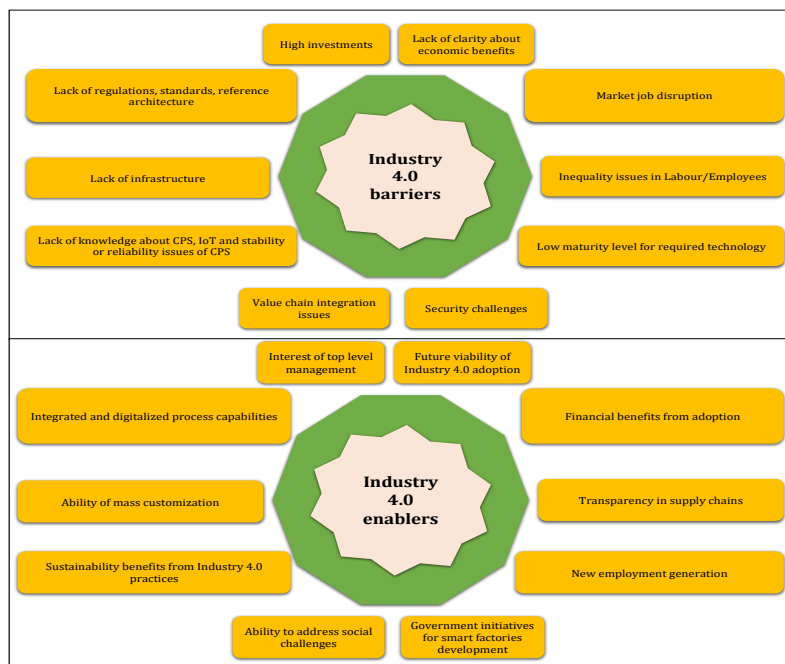 High investments
Lack of clarity about
economic benefits
Lack of regulations, standards, reference
architecture
Market job disruption
Industry
4.0
barriers
Lack of infrastructure
Inequality issues in Labour/Employees
Lack of knowledge about CPS, IoT and stability
or reliability issues of CPS
Low maturity level for required technology
Value chain integration
issues
Security challenges
Interest of top level
management
Future viability of
Industry 4.0 adoption
Integrated and digitalized process capabilities
Financial benefits from adoption
Industry
4.0
enablers
Ability of mass customization
Transparency in supply chains
Sustainability benefits from Industry 4.0
practices
New employment generation
Ability to address social
challenges
Government initiatives
for smart factories
development